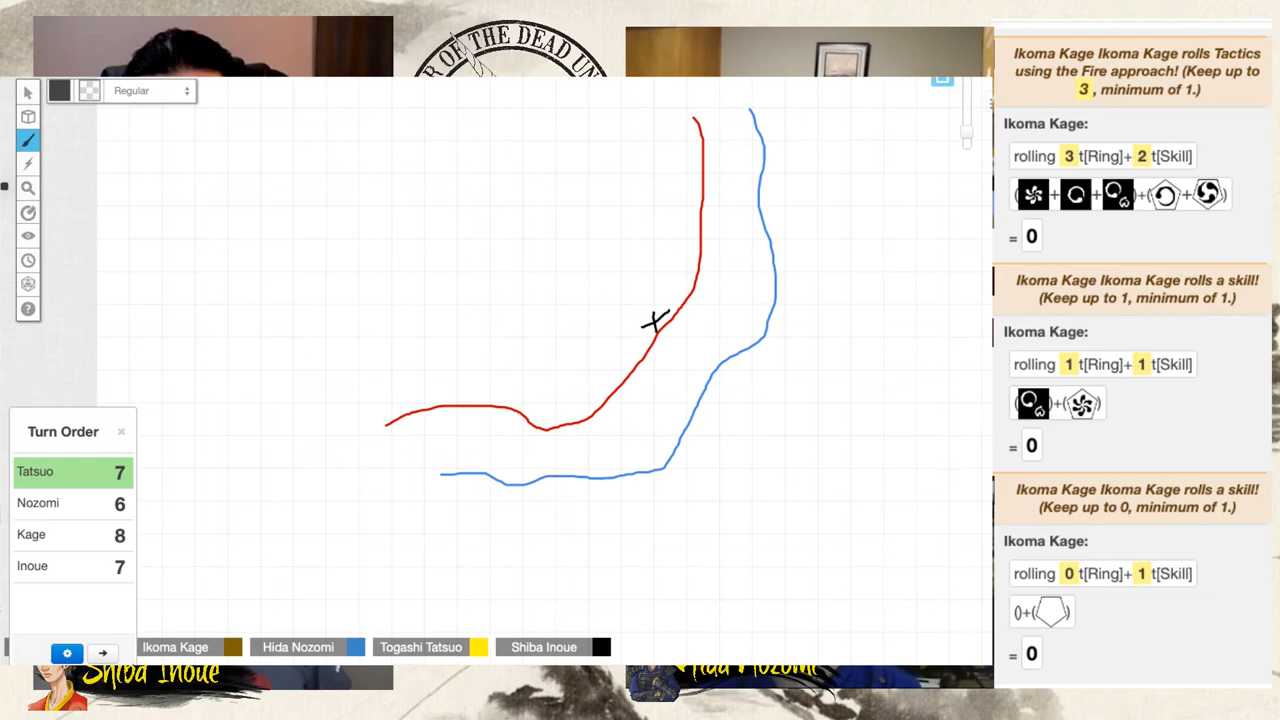 R OF THE DEAD UN
Regular
Turn Order ×
Tatsuo 7
Nozomi 6
Kage 8
Inoue 7
Ikoma Kage
Hida Nozomi
Togashi Tatsuo
Shiba Inoue
Shiba Inoue
Hida Nozomi
Ikoma Kage Ikoma Kage rolls Tactics
using the Fire approach! (Keep up to
3 , minimum of 1.)
Ikoma Kage:
rolling 3 t[Ring]+ 2 t[Skill]
(++)+(+)
= 0
Ikoma Kage Ikoma Kage rolls a skill!
(Keep up to 1, minimum of 1.)
Ikoma Kage:
rolling 1 t[Ring]+ 1 t[Skill]
()+()
= 0
Ikoma Kage Ikoma Kage rolls a skill!
(Keep up to 0, minimum of 1.)
Ikoma Kage:
rolling 0 t[Ring]+ 1 t[Skill]
()+()
= 0